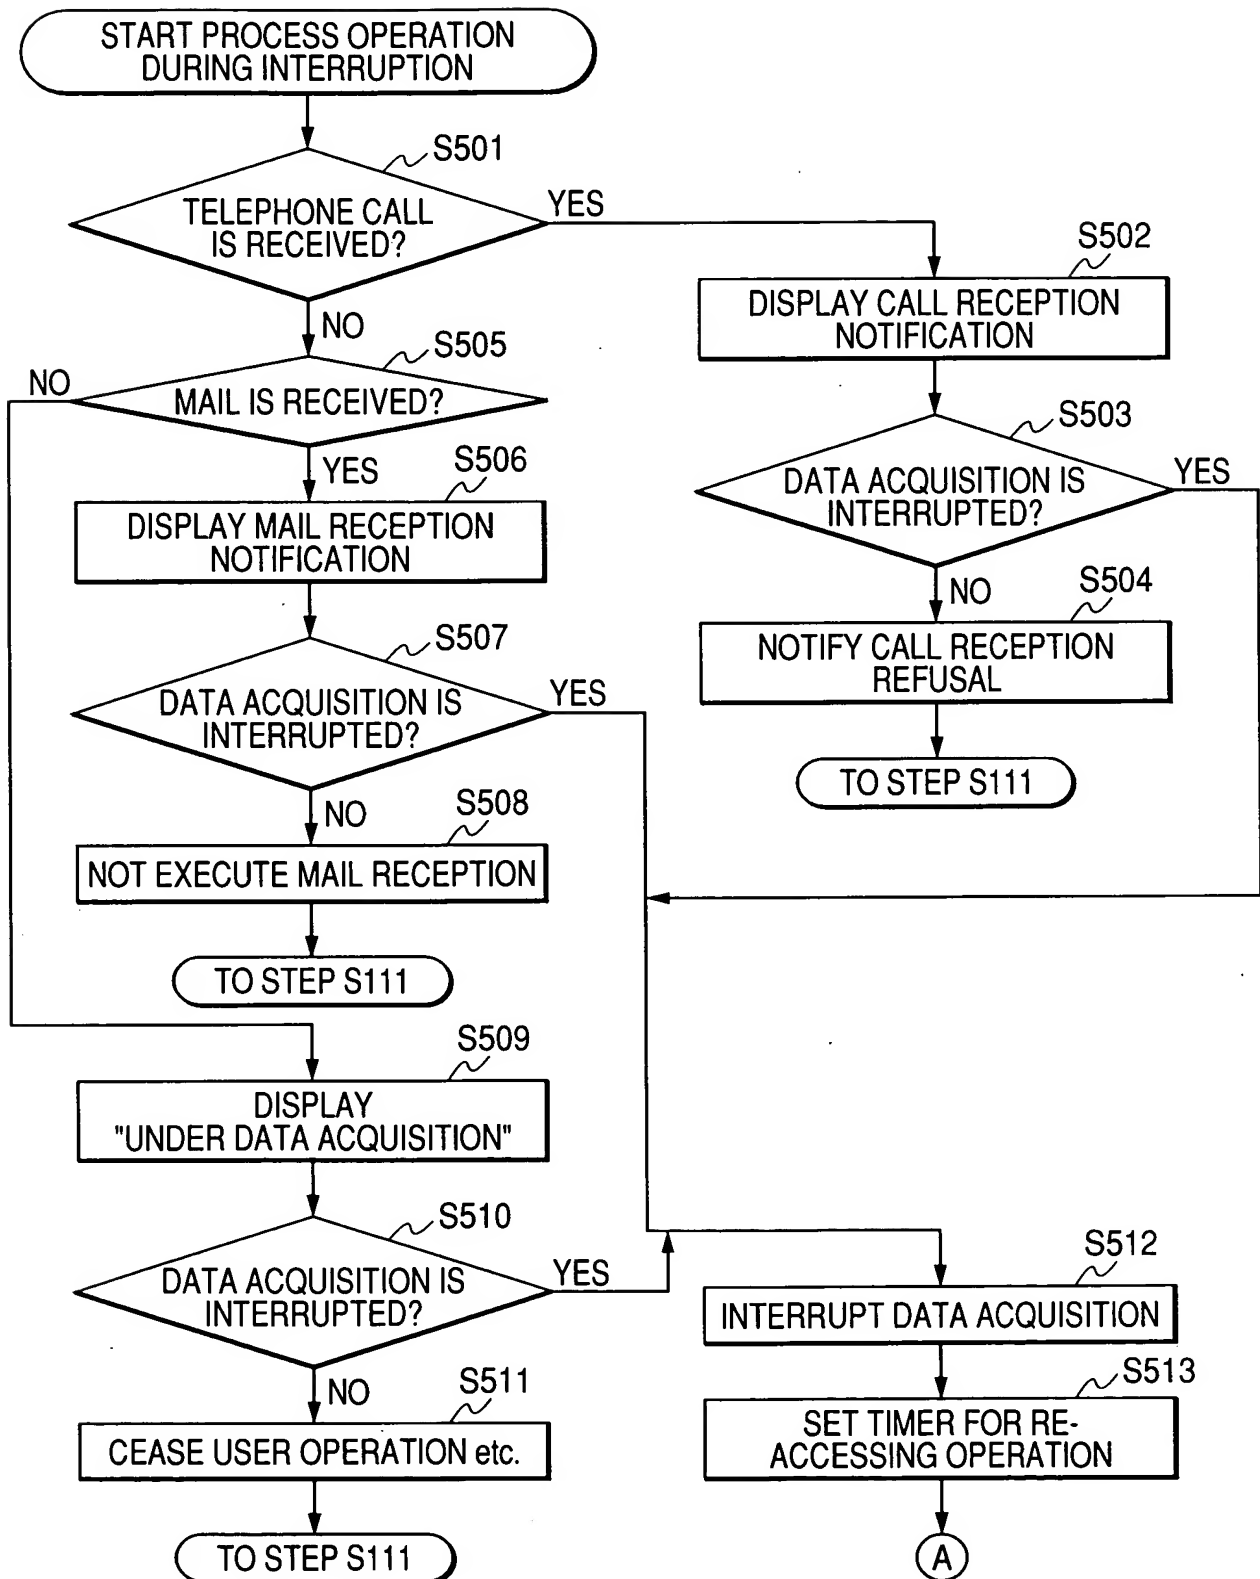 START PROCESS OPERATION
DURING INTERRUPTION
S501
TELEPHONE CALL
IS RECEIVED?
YES
NO
S502
DISPLAY CALL RECEPTION
NOTIFICATION
S503
DATA ACQUISITION IS
INTERRUPTED?
YES
NO
S504
NOTIFY CALL RECEPTION
REFUSAL
TO STEP S111
S505
MAIL IS RECEIVED?
NO
YES
S506
DISPLAY MAIL RECEPTION
NOTIFICATION
S507
DATA ACQUISITION IS
INTERRUPTED?
YES
NO
S508
NOT EXECUTE MAIL RECEPTION
TO STEP S111
S509
DISPLAY
"UNDER DATA ACQUISITION"
S510
DATA ACQUISITION IS
INTERRUPTED?
YES
NO
S511
CEASE USER OPERATION etc.
TO STEP S111
S512
INTERRUPT DATA ACQUISITION
S513
SET TIMER FOR RE-
ACCESSING OPERATION
A